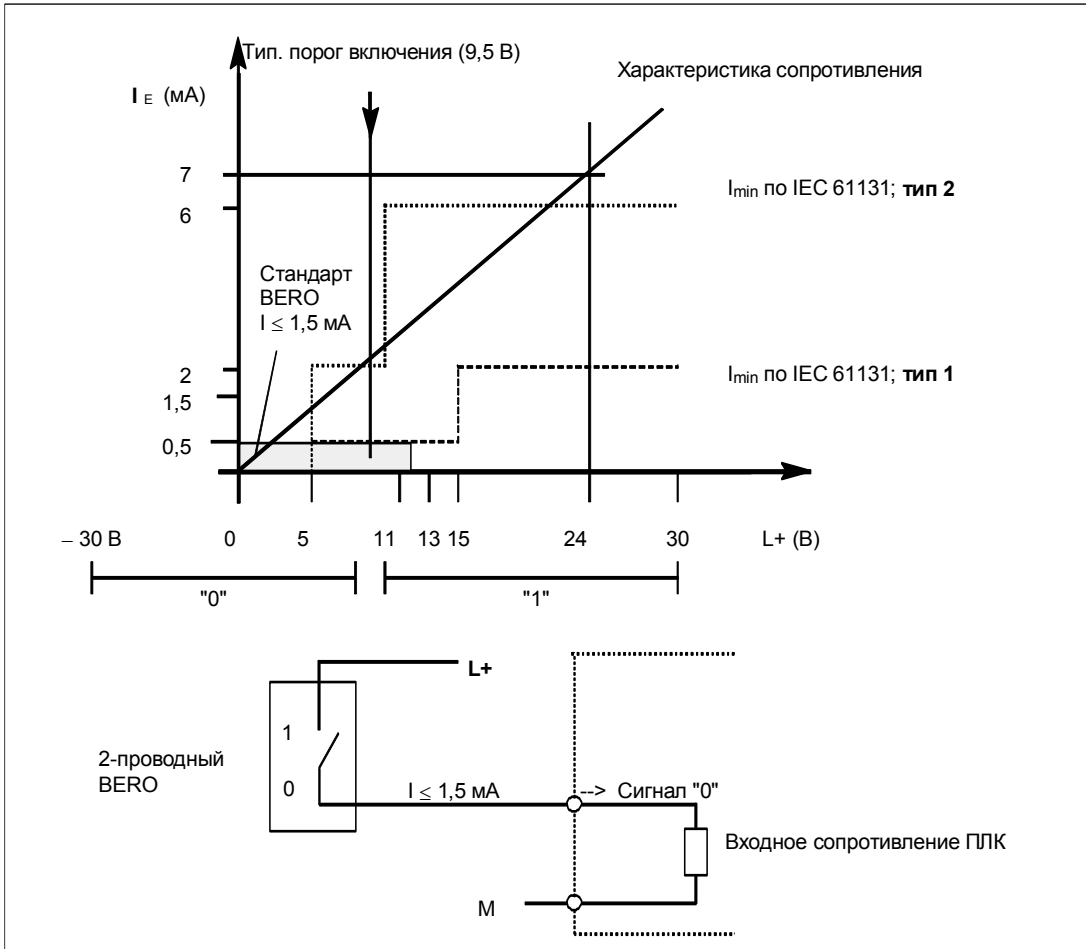 Тип. порог включения (9,5 В)
Характеристика сопротивления
I E (мА)
7
I min по IEC 61131; тип 2
6
Стандарт
BERO
I ≤ 1,5 мА
2
I min по IEC 61131; тип 1
1,5
0,5
– 30 В 0 5 11 13 15 24 30 L+ (В)
"0" "1"
L+
1
2-проводный
BERO
0
I ≤ 1,5 мА
--> Сигнал "0"
Входное сопротивление ПЛК
M